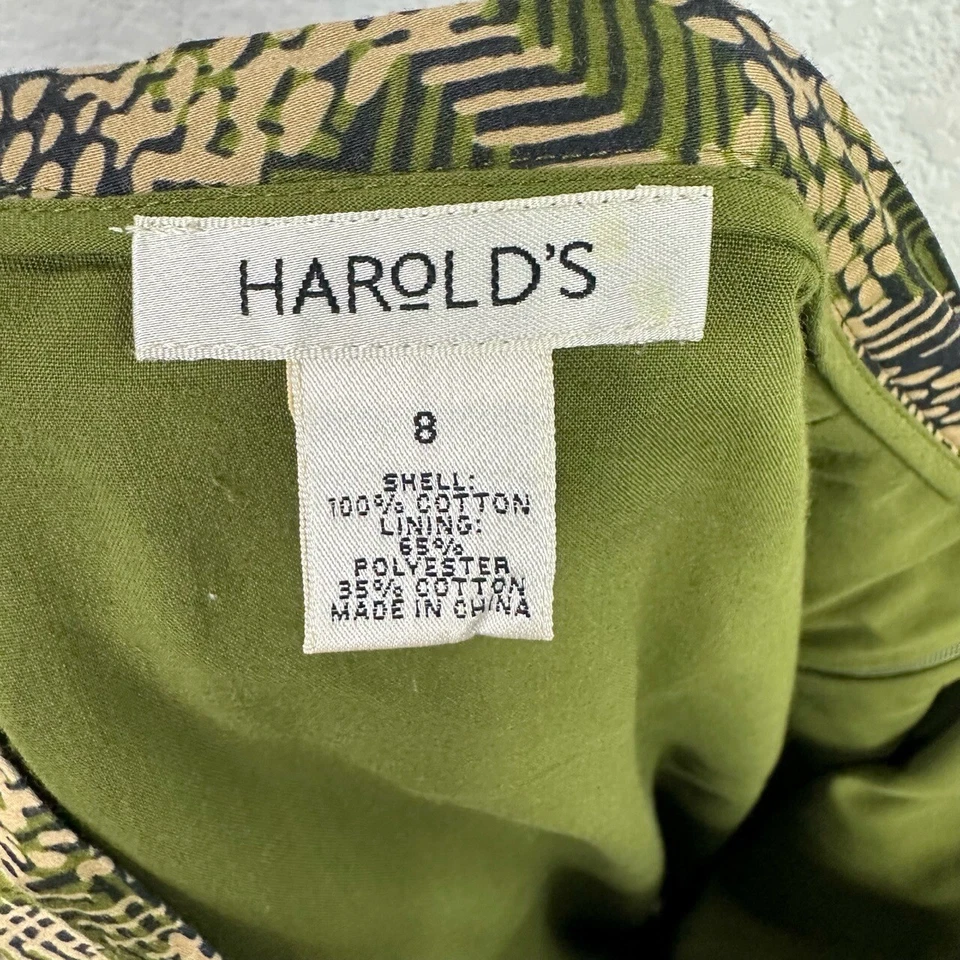 HAROLD'S
8
SHELL:
100% COTTON
LINING:
65%
POLYESTER
35% COTTON
MADE IN CHINA